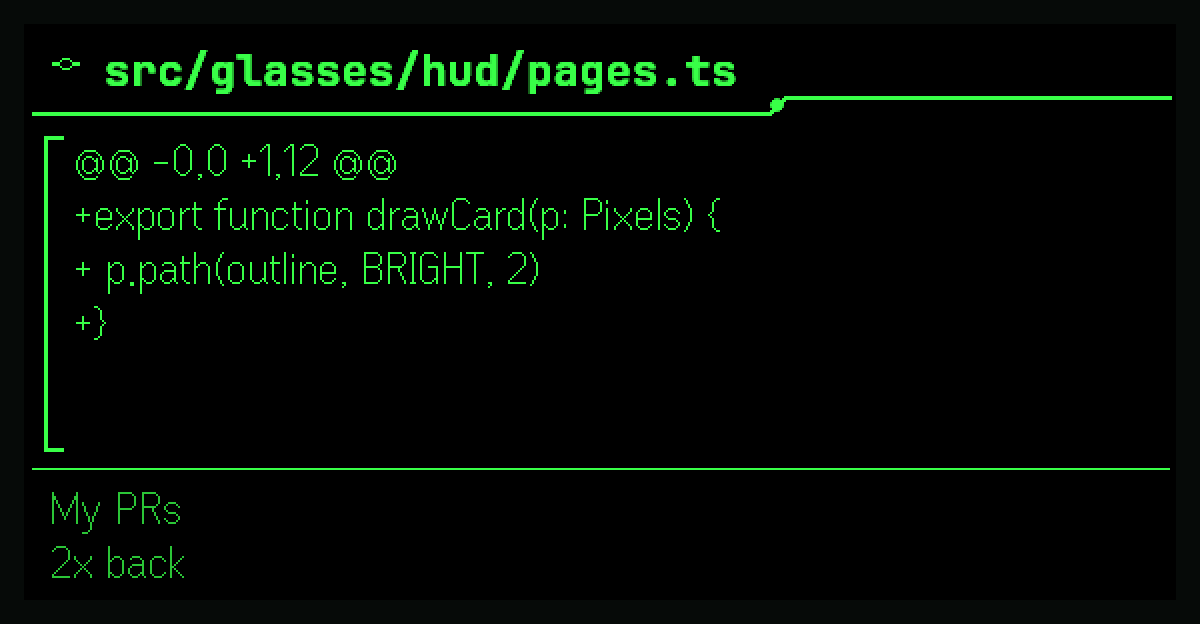 src/glasses/hud/pages.ts
@@ -0,0 +1,12 @@
+export function drawCard(p: Pixels) {
+ p.path(outline, BRIGHT, 2)
+}
My PRs
2x back